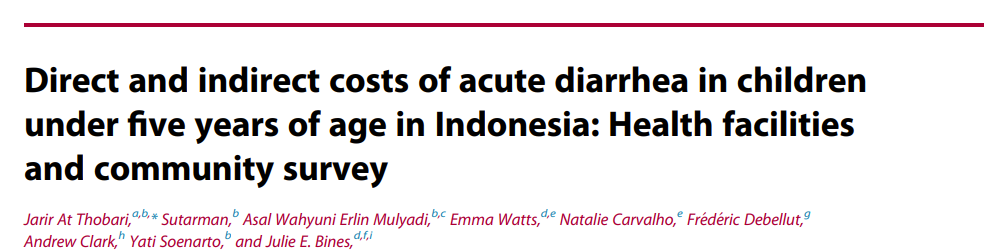 Direct and indirect costs of acute diarrhea in children
under five years of age in Indonesia: Health facilities
and community survey
Jarir At Thobari,a,b,* Sutarman,b Asal Wahyuni Erlin Mulyadi,b,c Emma Watts,d,e Natalie Carvalho,e Frédéric Debellut,g
Andrew Clark,h Yati Soenarto,b and Julie E. Bines,d,f,i